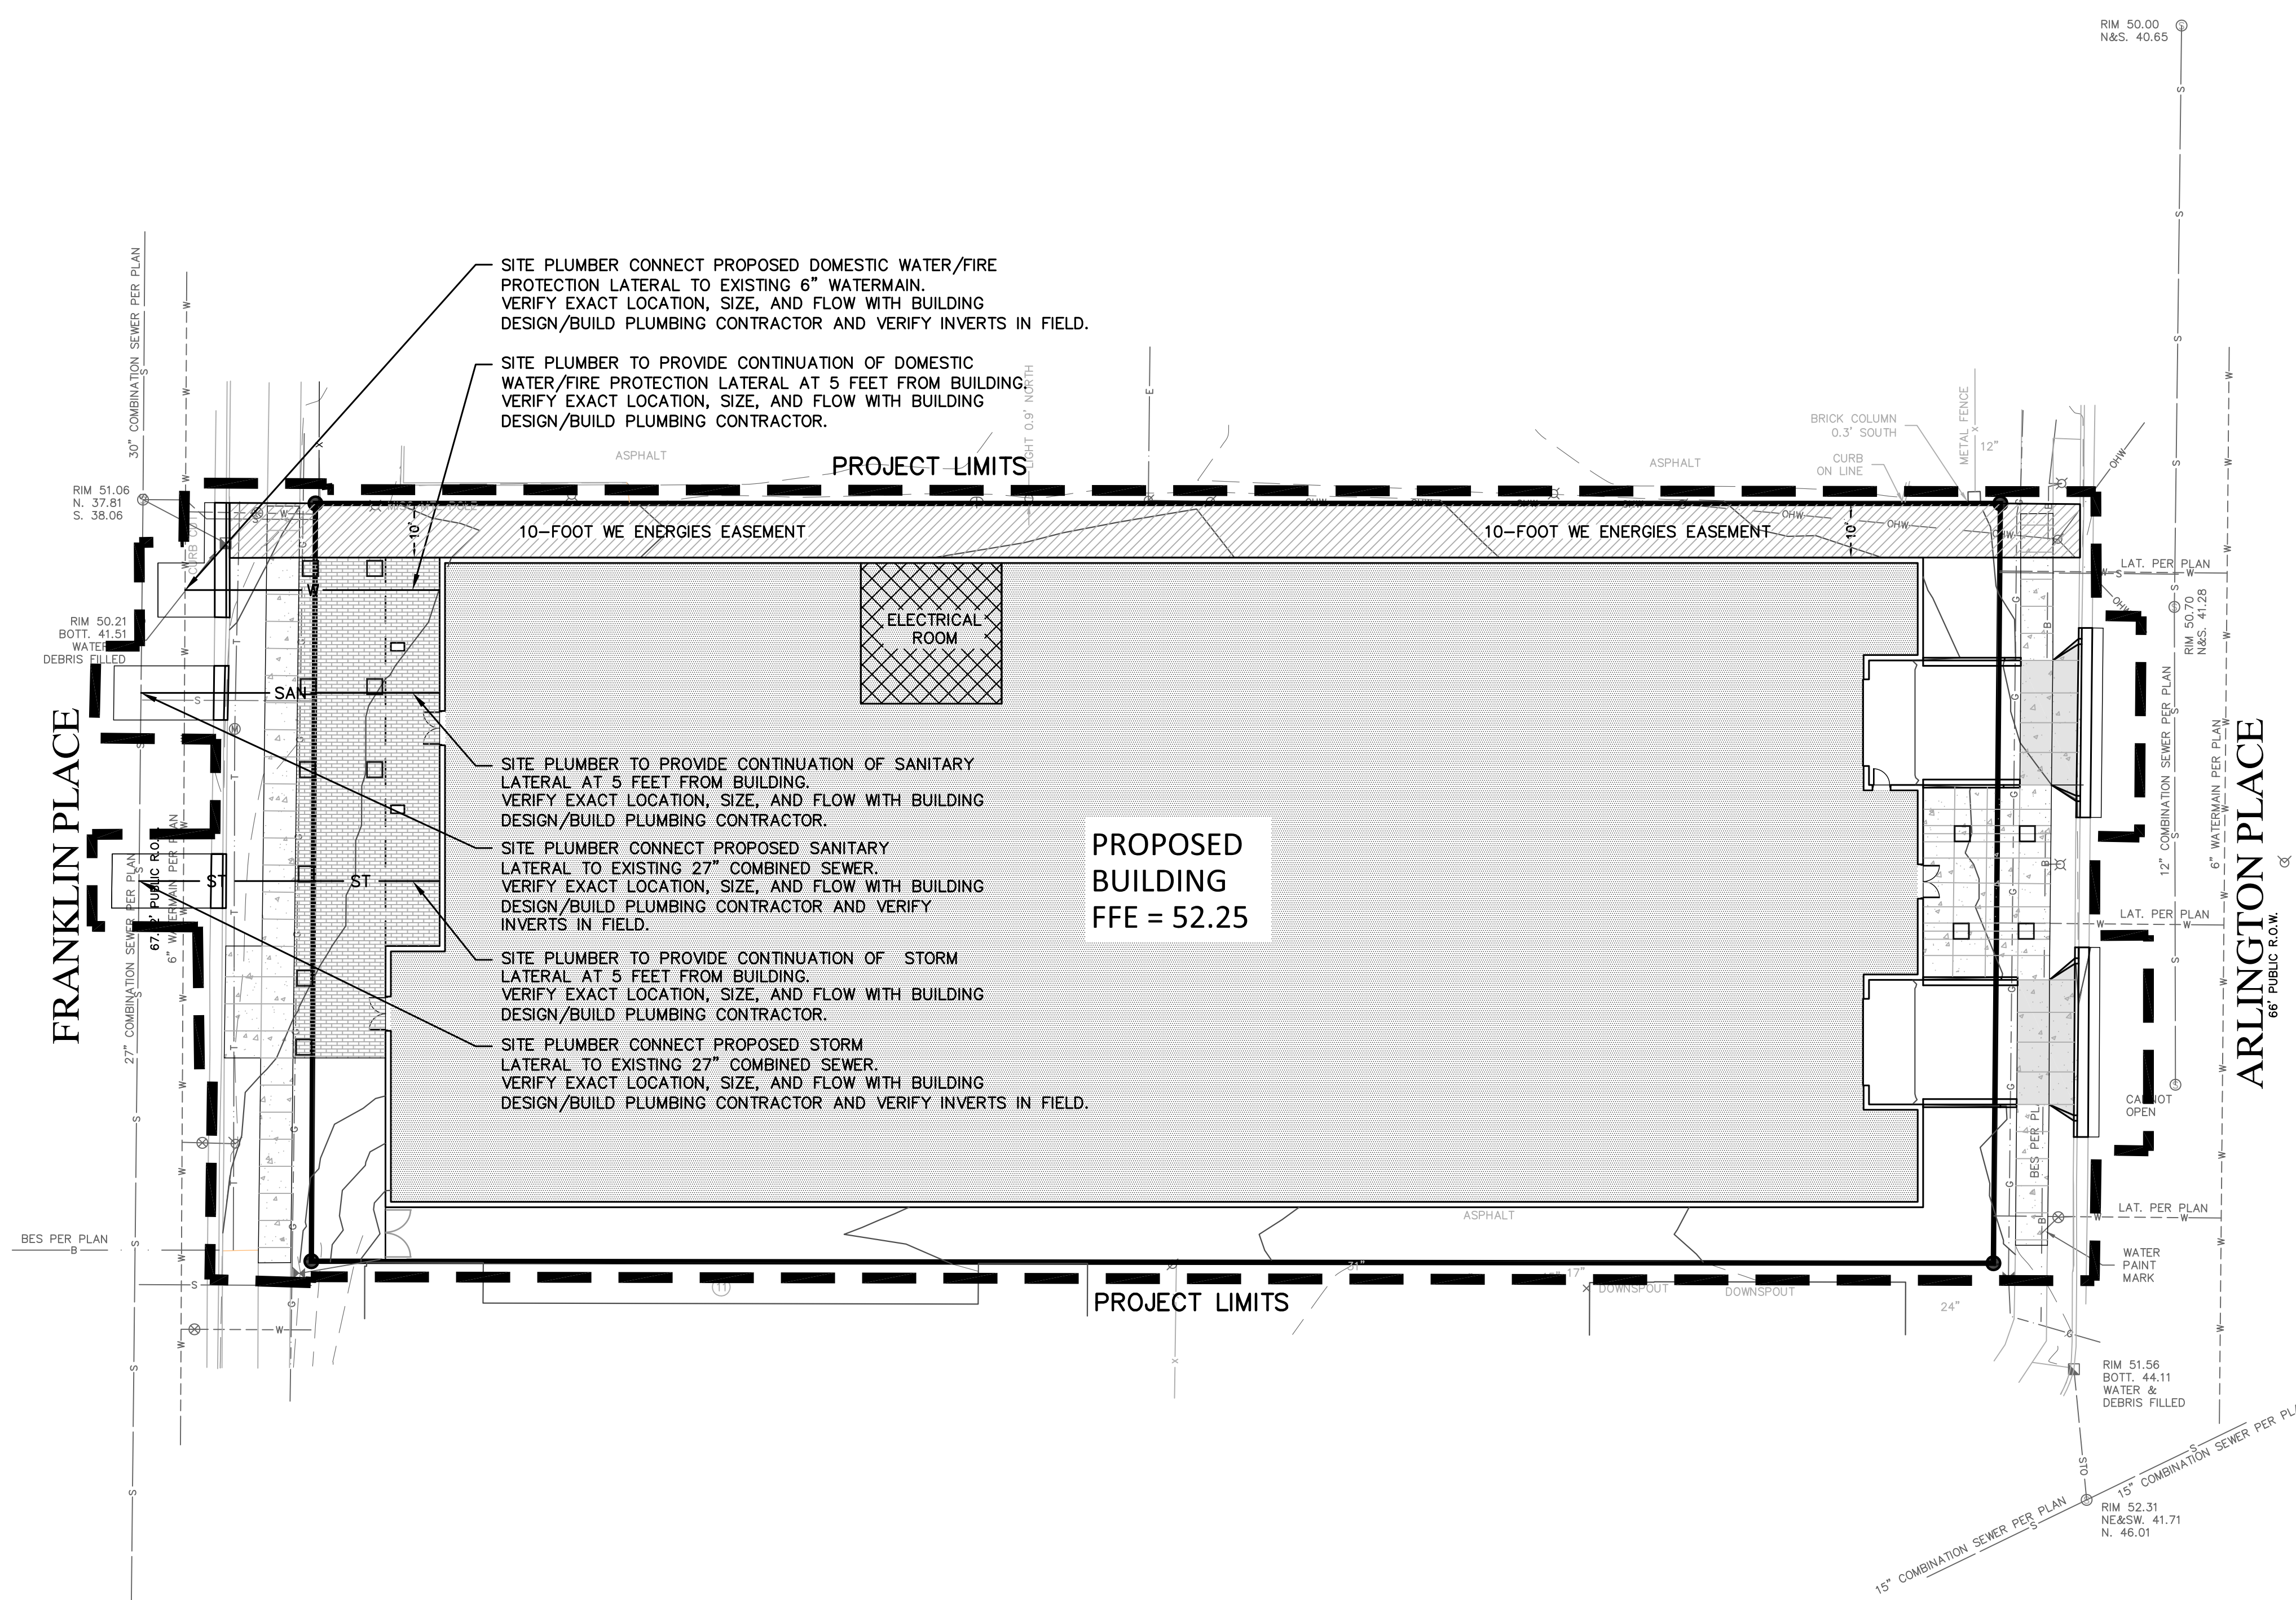 RIM 50.00
N&S. 40.65
30" COMBINATION SEWER PER PLAN
SITE PLUMBER CONNECT PROPOSED DOMESTIC WATER/FIRE
PROTECTION LATERAL TO EXISTING 6" WATERMAIN.
VERIFY EXACT LOCATION, SIZE, AND FLOW WITH BUILDING
DESIGN/BUILD PLUMBING CONTRACTOR AND VERIFY INVERTS IN FIELD.
SITE PLUMBER TO PROVIDE CONTINUATION OF DOMESTIC
WATER/FIRE PROTECTION LATERAL AT 5 FEET FROM BUILDING.
VERIFY EXACT LOCATION, SIZE, AND FLOW WITH BUILDING
DESIGN/BUILD PLUMBING CONTRACTOR.
LIGHT 0.9' NORTH
ASPHALT
PROJECT LIMITS
BRICK COLUMN
0.3' SOUTH
METAL FENCE
12"
CURB
ON LINE
ASPHALT
RIM 51.06
N. 37.81
S. 38.06
10'
10-FOOT WE ENERGIES EASEMENT
10-FOOT WE ENERGIES EASEMENT
10'
OHW
OHW
OHW
LAT. PER PLAN
RIM 50.70
N&S. 41.28
RIM 50.21
BOTT. 41.51
WATER
DEBRIS FILLED
W
ELECTRICAL
ROOM
SAN
FRANKLIN PLACE
67. PUBLIC R.O.W.
27" COMBINATION SEWER PER PLAN
ST
ST
SITE PLUMBER TO PROVIDE CONTINUATION OF SANITARY
LATERAL AT 5 FEET FROM BUILDING.
VERIFY EXACT LOCATION, SIZE, AND FLOW WITH BUILDING
DESIGN/BUILD PLUMBING CONTRACTOR.
SITE PLUMBER CONNECT PROPOSED SANITARY
LATERAL TO EXISTING 27" COMBINED SEWER.
VERIFY EXACT LOCATION, SIZE, AND FLOW WITH BUILDING
DESIGN/BUILD PLUMBING CONTRACTOR AND VERIFY
INVERTS IN FIELD.
SITE PLUMBER TO PROVIDE CONTINUATION OF STORM
LATERAL AT 5 FEET FROM BUILDING.
VERIFY EXACT LOCATION, SIZE, AND FLOW WITH BUILDING
DESIGN/BUILD PLUMBING CONTRACTOR.
SITE PLUMBER CONNECT PROPOSED STORM
LATERAL TO EXISTING 27" COMBINED SEWER.
VERIFY EXACT LOCATION, SIZE, AND FLOW WITH BUILDING
DESIGN/BUILD PLUMBING CONTRACTOR AND VERIFY INVERTS IN FIELD.
PROPOSED
BUILDING
FFE = 52.25
12" COMBINATION SEWER PER PLAN
6" WATERMAIN PER PLAN
ARLINGTON PLACE
66' PUBLIC R.O.W.
LAT. PER PLAN
OPEN
BES PER
LAT. PER PLAN
WATER
PAINT
MARK
ASPHALT
BES PER PLAN
B
11
31"
17"
DOWNSPOUT
DOWNSPOUT
24"
PROJECT LIMITS
RIM 51.56
BOTT. 44.11
WATER &
DEBRIS FILLED
STO
15" COMBINATION SEWER PER PLAN
15" COMBINATION SEWER PER
RIM 52.31
NE&SW. 41.71
N. 46.01